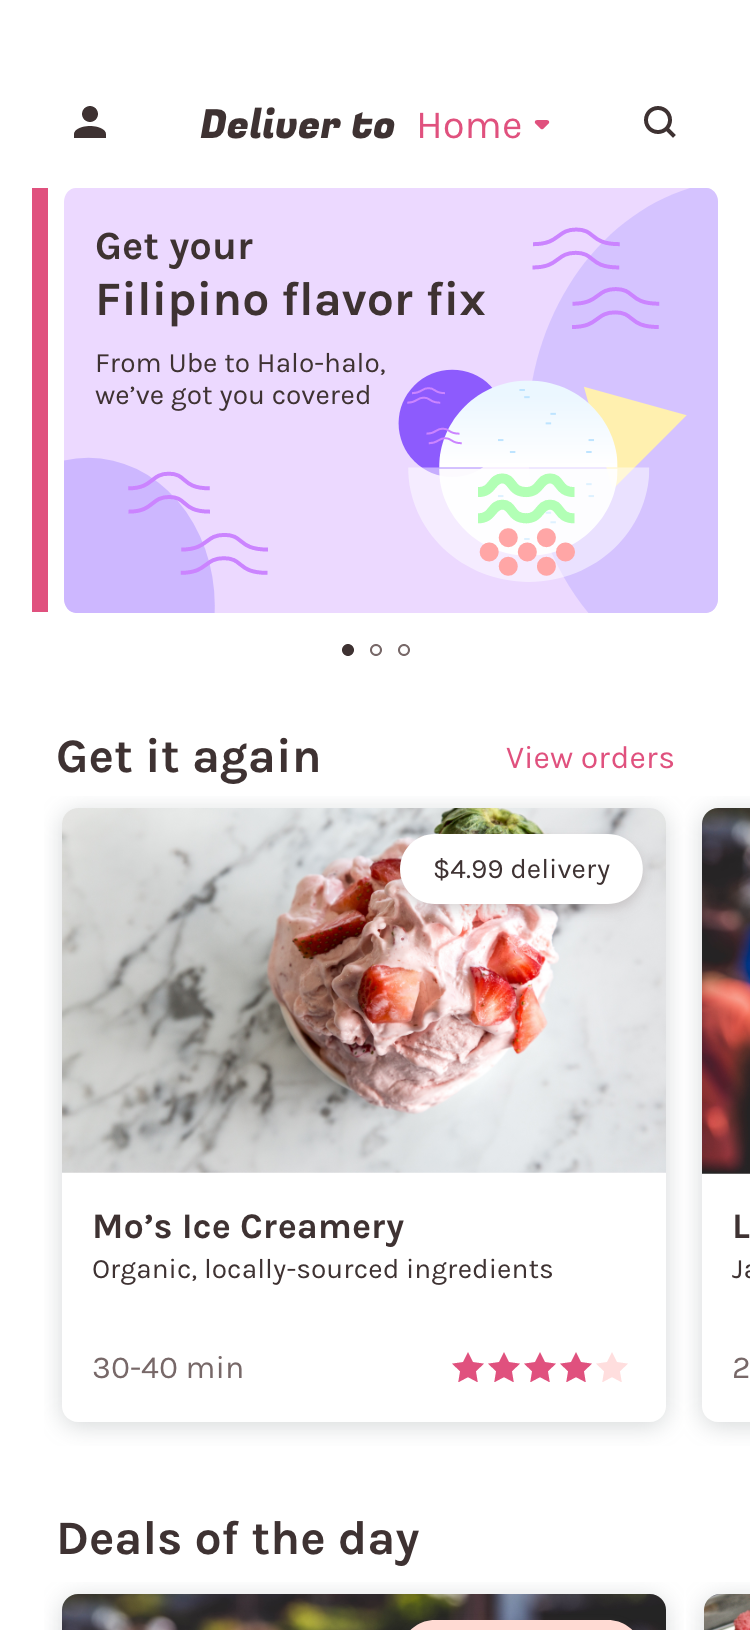 Deliver to Home
Get your
Filipino flavor fix
From Ube to Halo-halo,
we’ve got you covered
Get it again
View orders
$4.99 delivery
Mo’s Ice Creamery
Organic, locally-sourced ingredients
30-40 min
Deals of the day